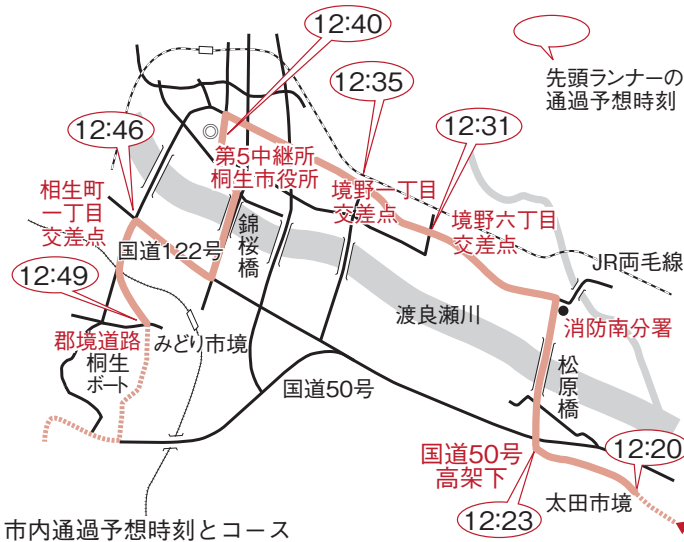 12:40
先頭ランナーの
通過予想時刻
12:35
12:31
12:46
第5中継所
桐生市役所
境野一丁目
交差点
境野六丁目
交差点
相生町
一丁目
交差点
国道122号
錦桜橋
JR両毛線
12:49
渡良瀬川
消防南分署
郡境道路
桐生
ボート
みどり市境
国道50号
松原橋
国道50号
高架下
12:20
太田市境
12:23
市内通過予想時刻とコース